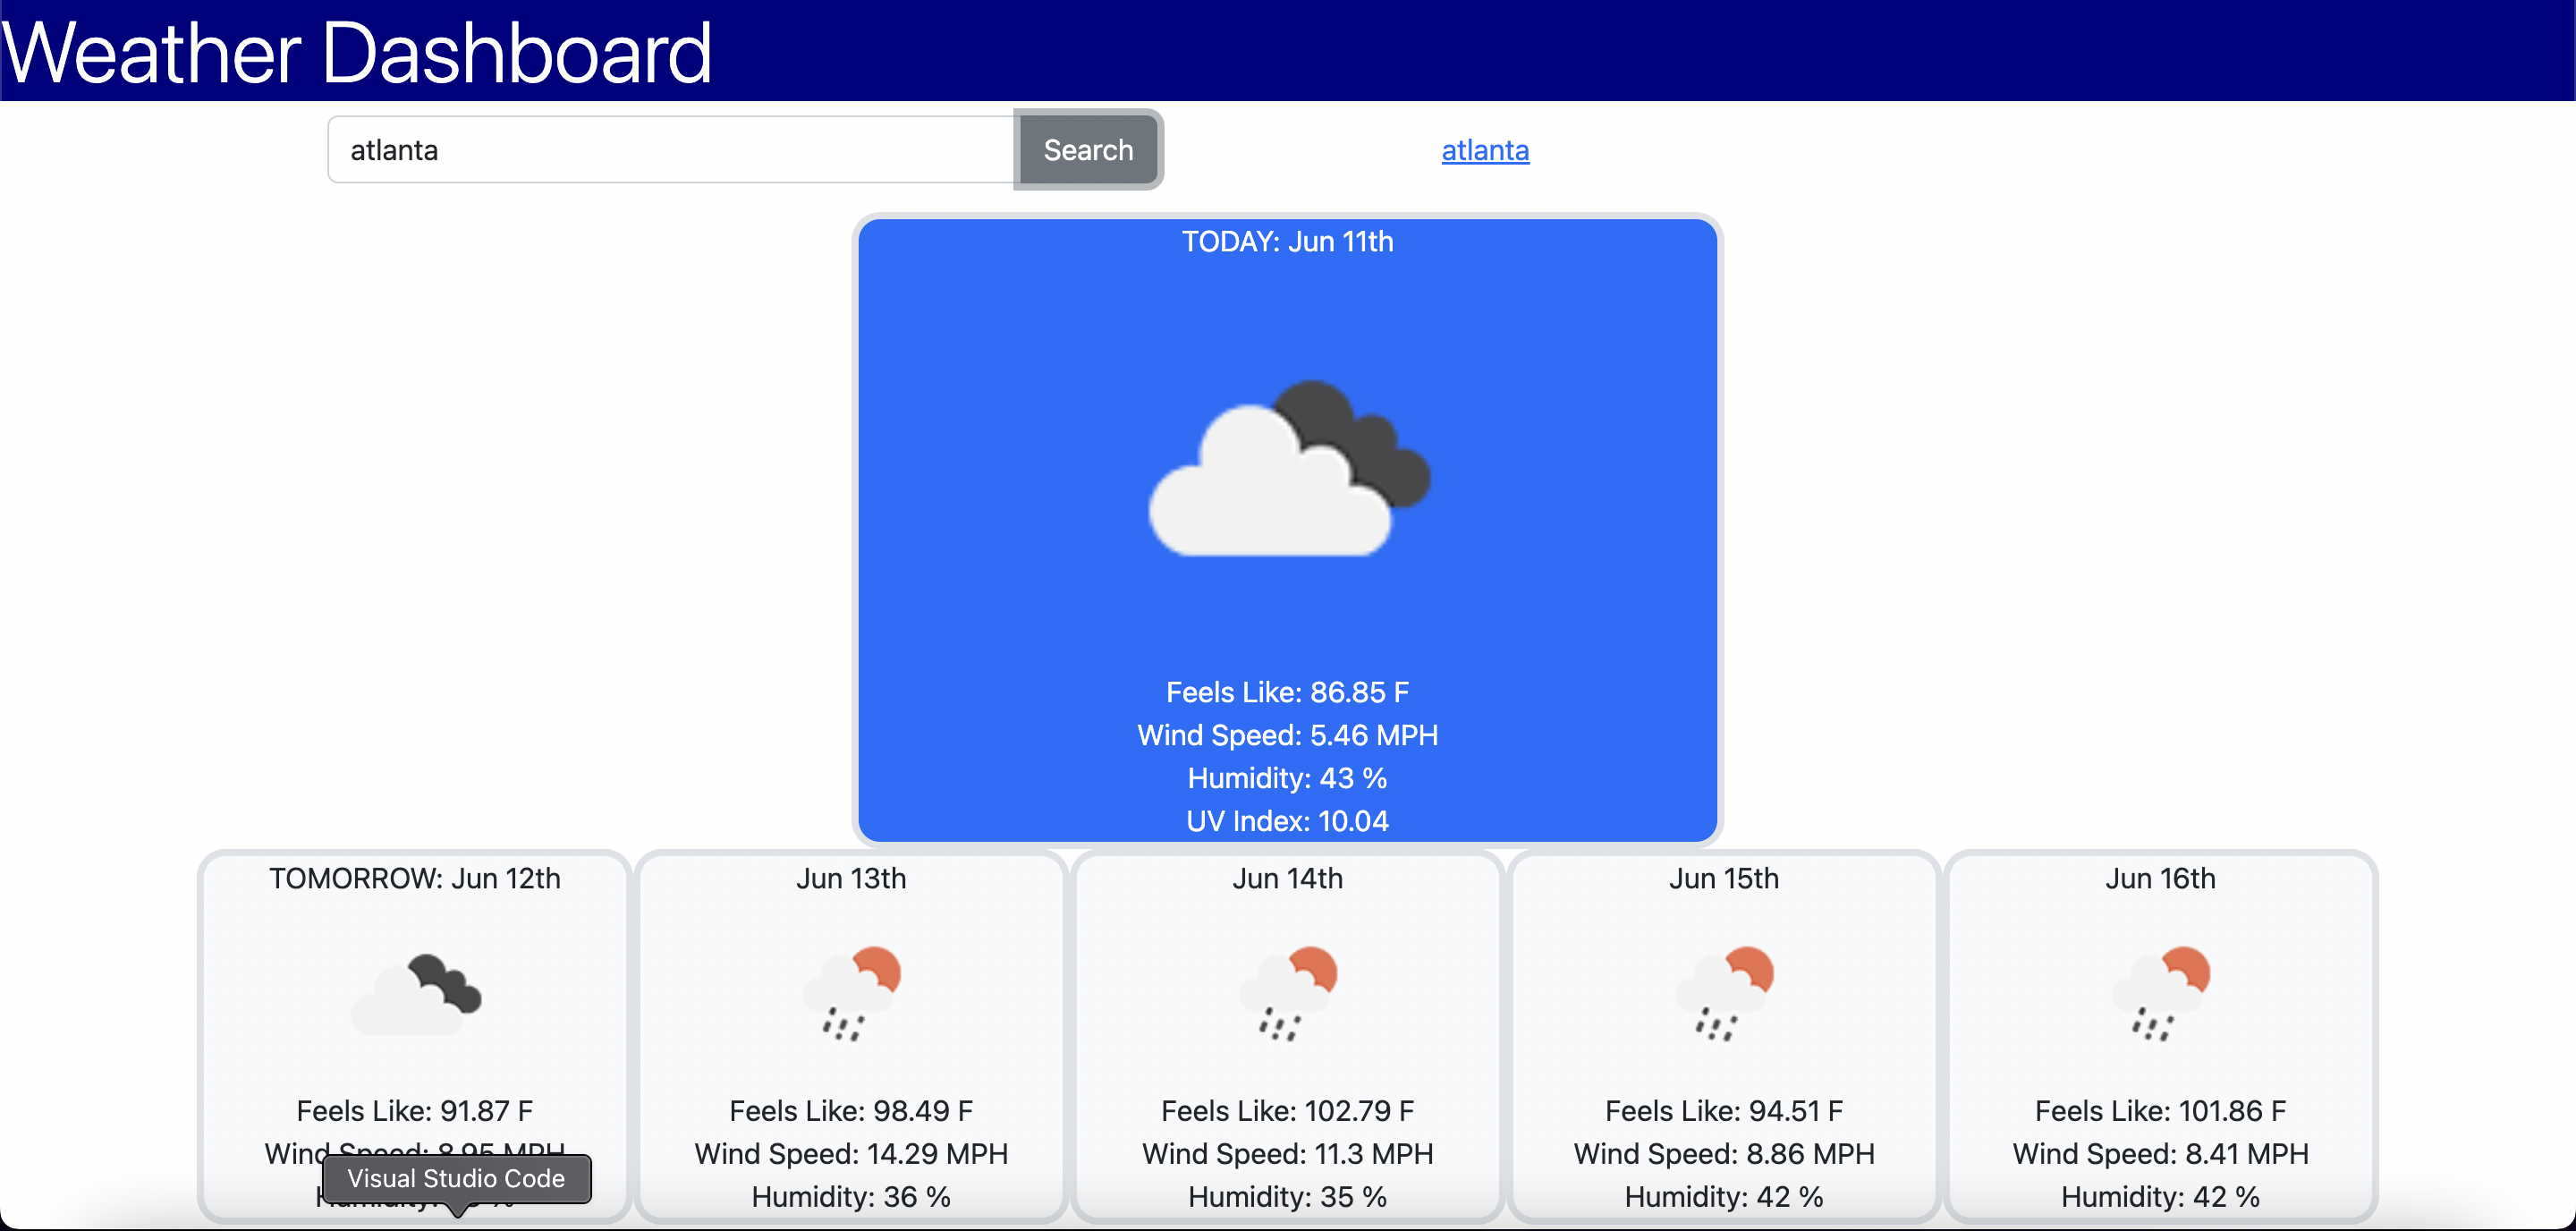 Weather Dashboard
atlanta Search atlanta
TODAY: Jun 11th
Feels Like: 86.85 F
Wind Speed: 5.46 MPH
Humidity: 43 %
UV Index: 10.04
TOMORROW: Jun 12th
Feels Like: 91.87 F
Wind Speed: 8.95 MPH
Visual Studio Code
Humidity: %
Jun 13th
Feels Like: 98.49 F
Wind Speed: 14.29 MPH
Humidity: 36 %
Jun 14th
Feels Like: 102.79 F
Wind Speed: 11.3 MPH
Humidity: 35 %
Jun 15th
Feels Like: 94.51 F
Wind Speed: 8.86 MPH
Humidity: 42 %
Jun 16th
Feels Like: 101.86 F
Wind Speed: 8.41 MPH
Humidity: 42 %